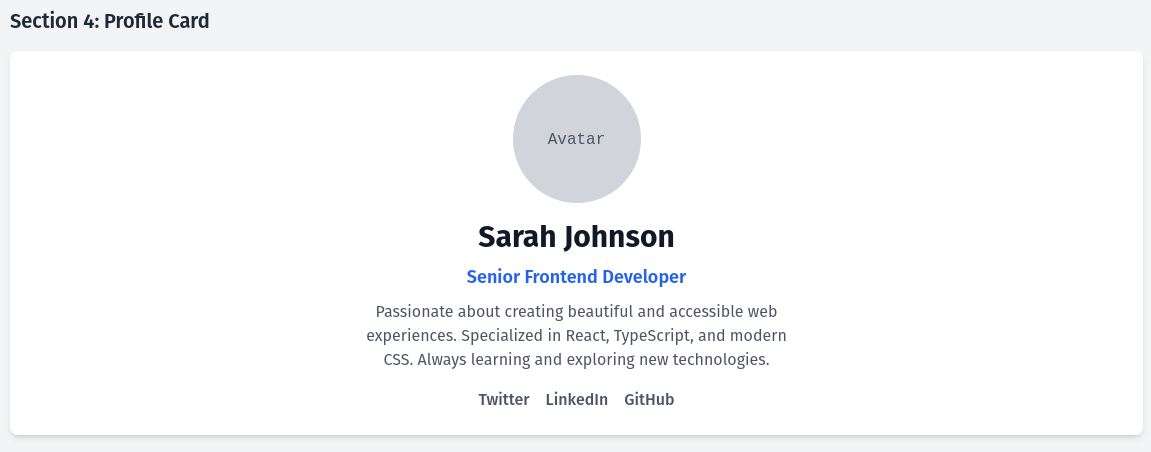 Section 4: Profile Card
Avatar
Sarah Johnson
Senior Frontend Developer
Passionate about creating beautiful and accessible web
experiences. Specialized in React, TypeScript, and modern
CSS. Always learning and exploring new technologies.
Twitter LinkedIn GitHub